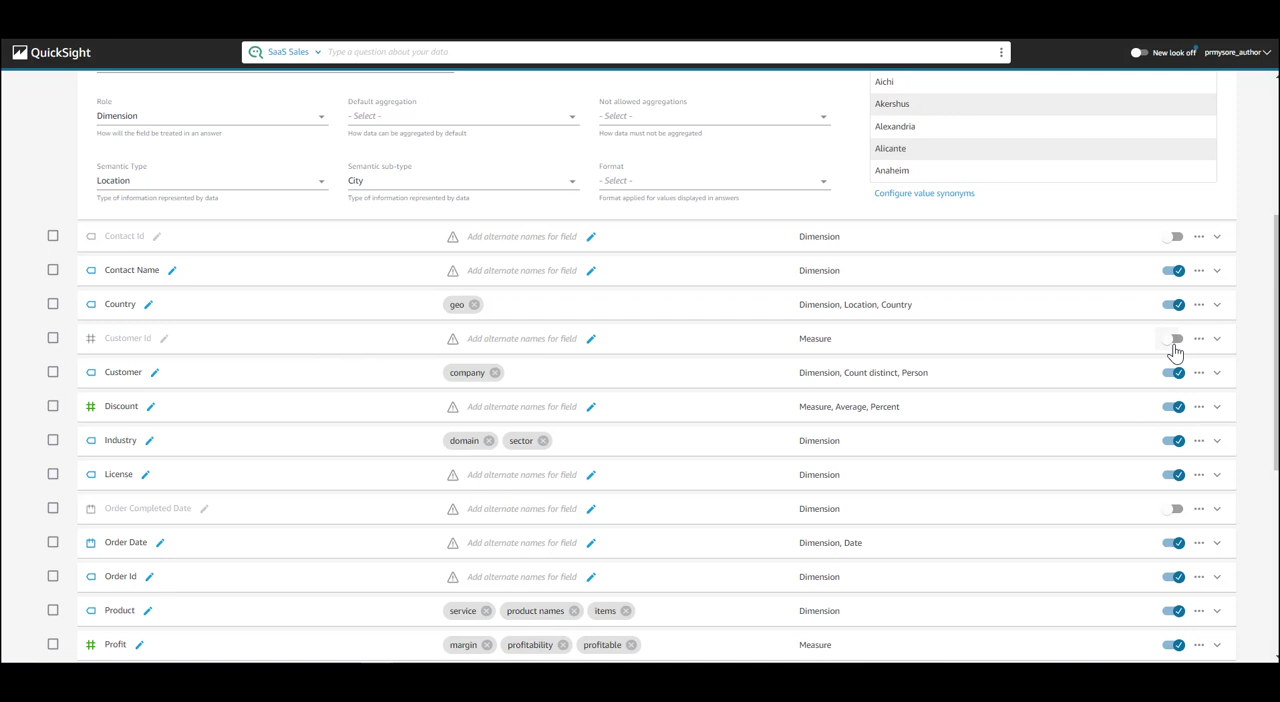 QuickSight
SaaS Sales Type a question about your data
New look off prmysore_author
Role Default aggregation Not allowed aggregations
Dimension - Select - - Select -
How will the field be treated in an answer How data can be aggregated by default How data must not be aggregated
Semantic Type Semantic sub-type Format
Location City - Select -
Type of information represented by data Type of information represented by data Format applied for values displayed in answers
Aichi
Akershus
Alexandria
Alicante
Anaheim
Configure value synonyms
Contact Id Add alternate names for field Dimension
Contact Name Add alternate names for field Dimension
Country geo Dimension, Location, Country
Customer Id Add alternate names for field Measure
Customer company Dimension, Count distinct, Person
Discount Add alternate names for field Measure, Average, Percent
Industry domain sector Dimension
License Add alternate names for field Dimension
Order Completed Date Add alternate names for field Dimension
Order Date Add alternate names for field Dimension, Date
Order Id Add alternate names for field Dimension
Product service product names items Dimension
Profit margin profitability profitable Measure